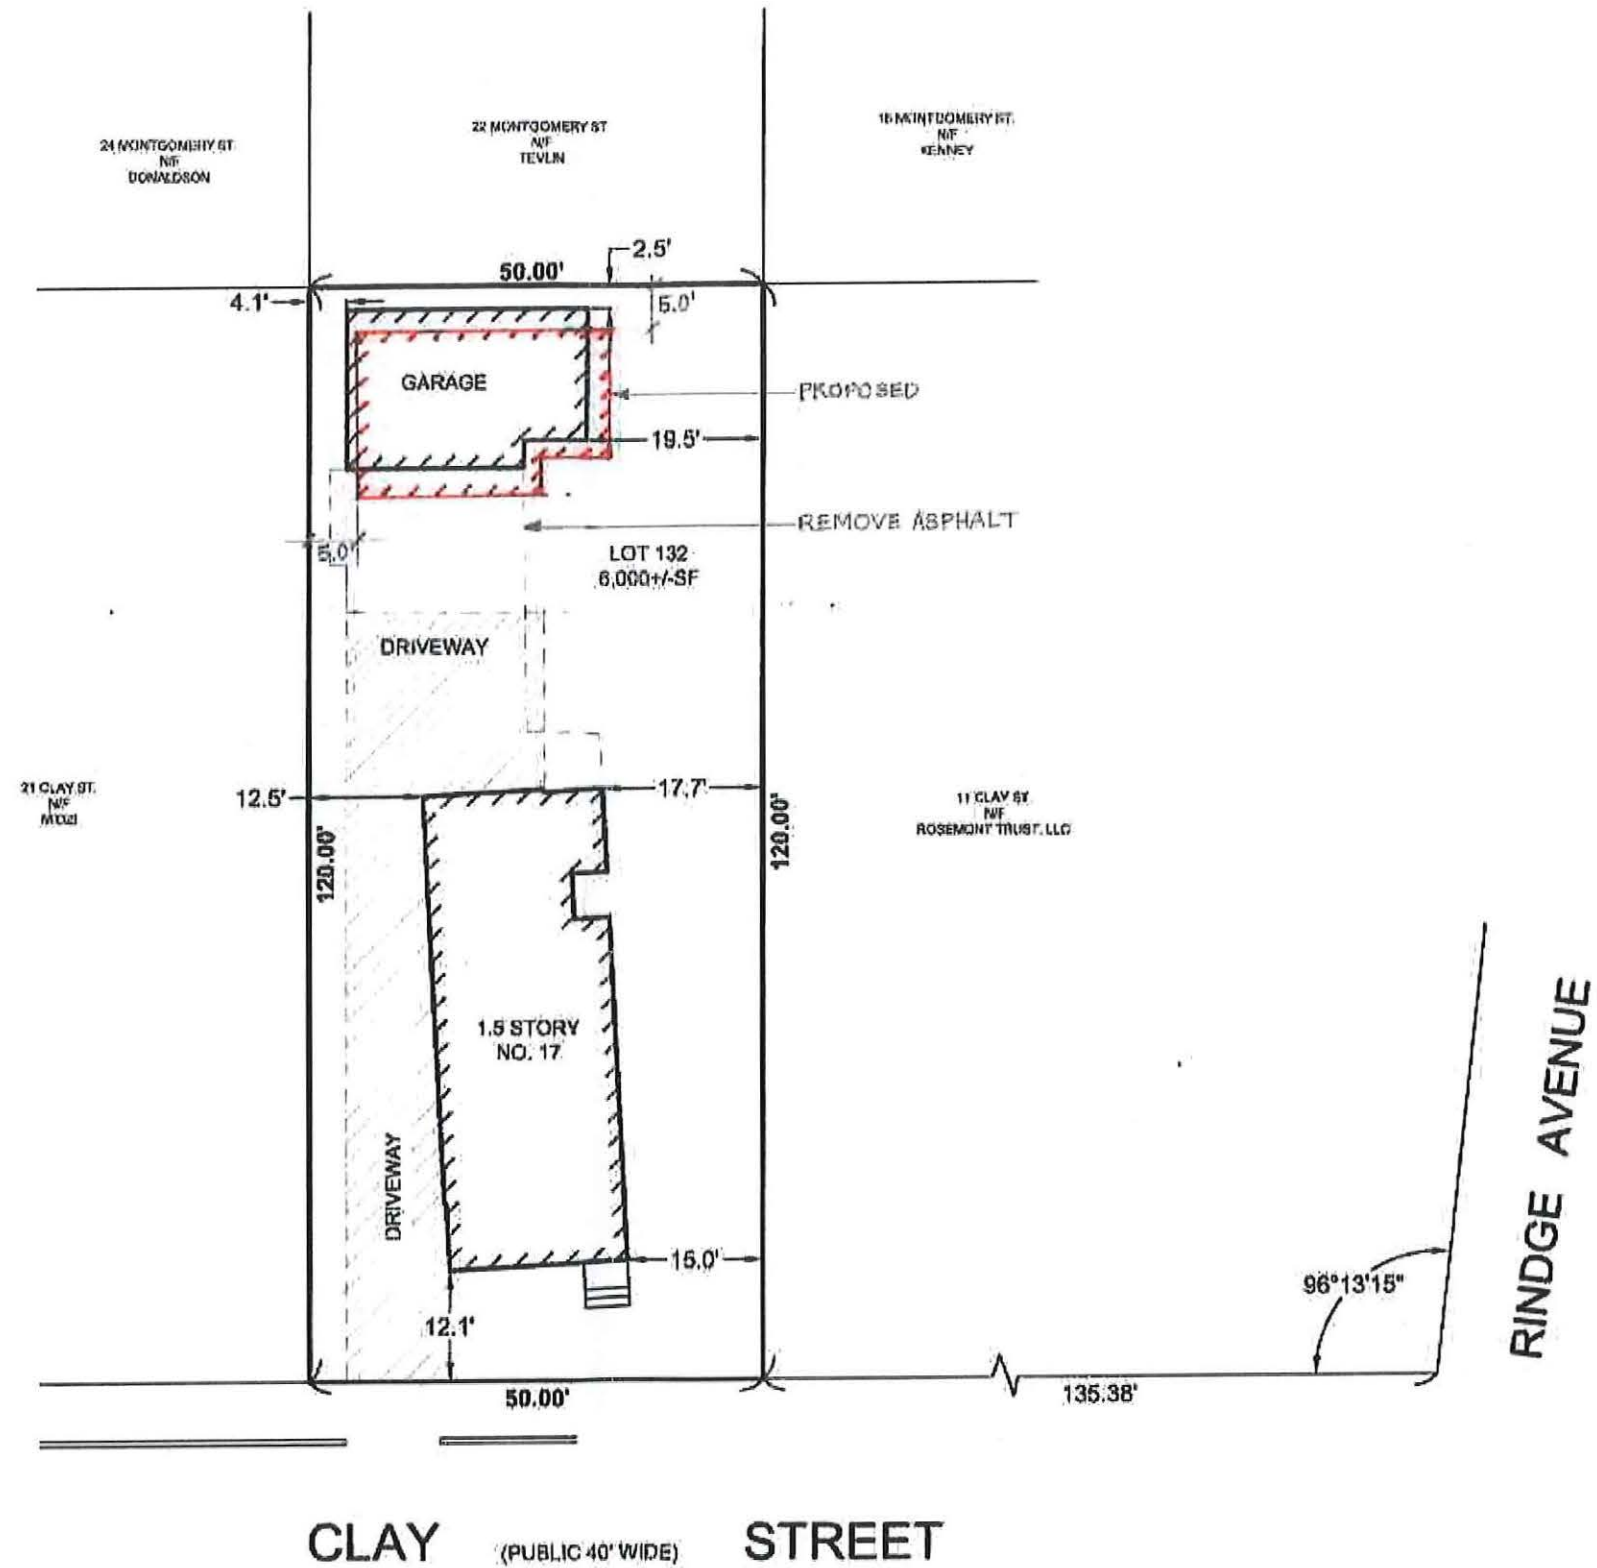 24 MONTGOMERY ST.
N/F
DONALDSON
22 MONTGOMERY ST
N/F
TEVLIN
16 MONTGOMERY ST.
N/F
KENNEY
2.5'
50.00'
4.1'
5.0'
GARAGE
PROPOSED
19.5'
REMOVE ASPHALT
5.0'
LOT 132
6,000+/-SF
DRIVEWAY
21 CLAY ST.
N/F
12.5'
17.7'
120.00'
120.00'
11 CLAY ST
N/F
ROSEMONT TRUST, LLC
1.5 STORY
NO. 17
DRIVEWAY
15.0'
12.1'
96°13'15"
RINDGE AVENUE
50.00'
135.38'
CLAY (PUBLIC 40' WIDE) STREET